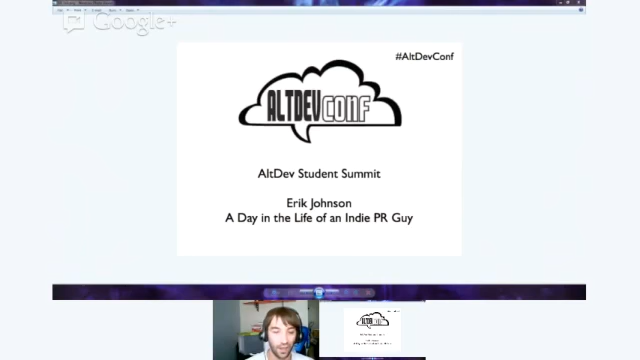 Google+
#AltDevConf
ALTDEVCONF
AltDev Student Summit
Erik Johnson
A Day in the Life of an Indie PR Guy